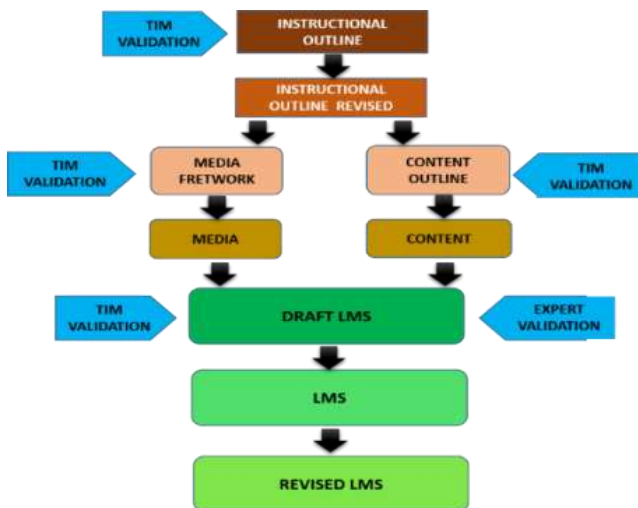 TIM
VALIDATION
INSTRUCTIONAL
OUTLINE
INSTRUCTIONAL
OUTLINE REVISED
TIM
VALIDATION
MEDIA
FRETWORK
CONTENT
OUTLINE
TIM
VALIDATION
MEDIA
CONTENT
TIM
VALIDATION
DRAFT LMS
EXPERT
VALIDATION
LMS
REVISED LMS